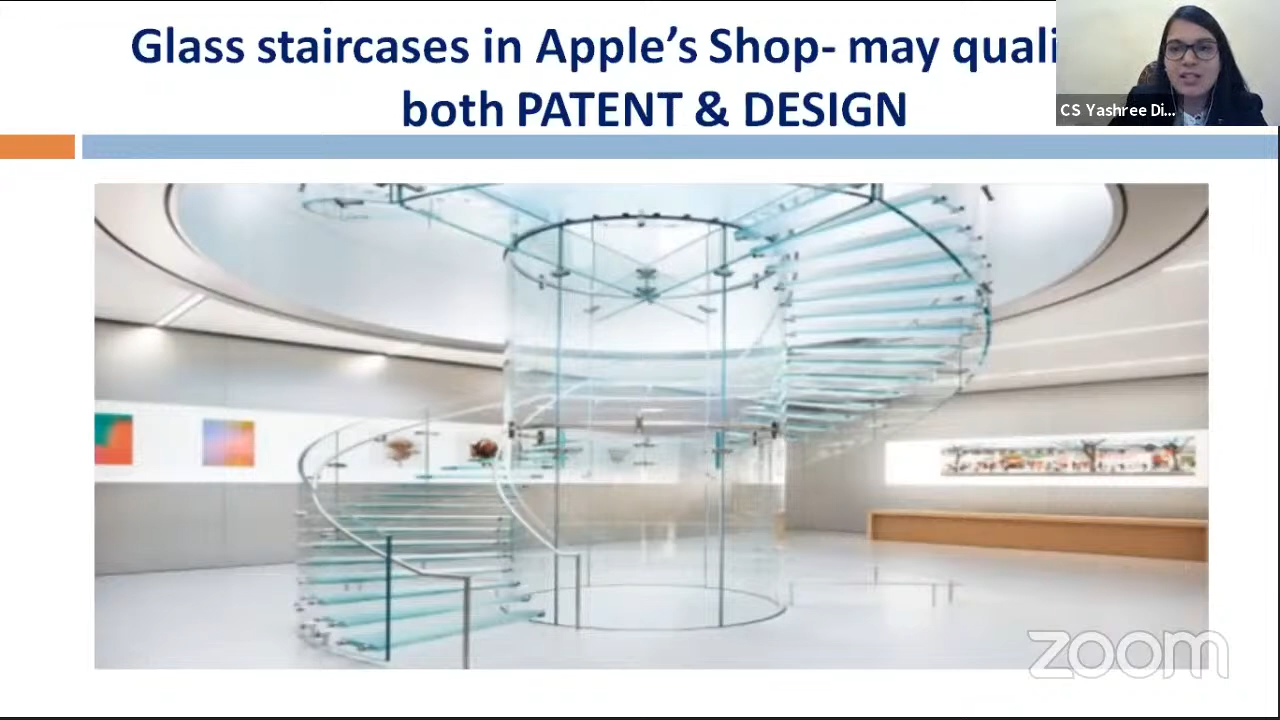 Glass staircases in Apple's Shop- may quali
both PATENT & DESIGN
CS Yashree Di...
zoom